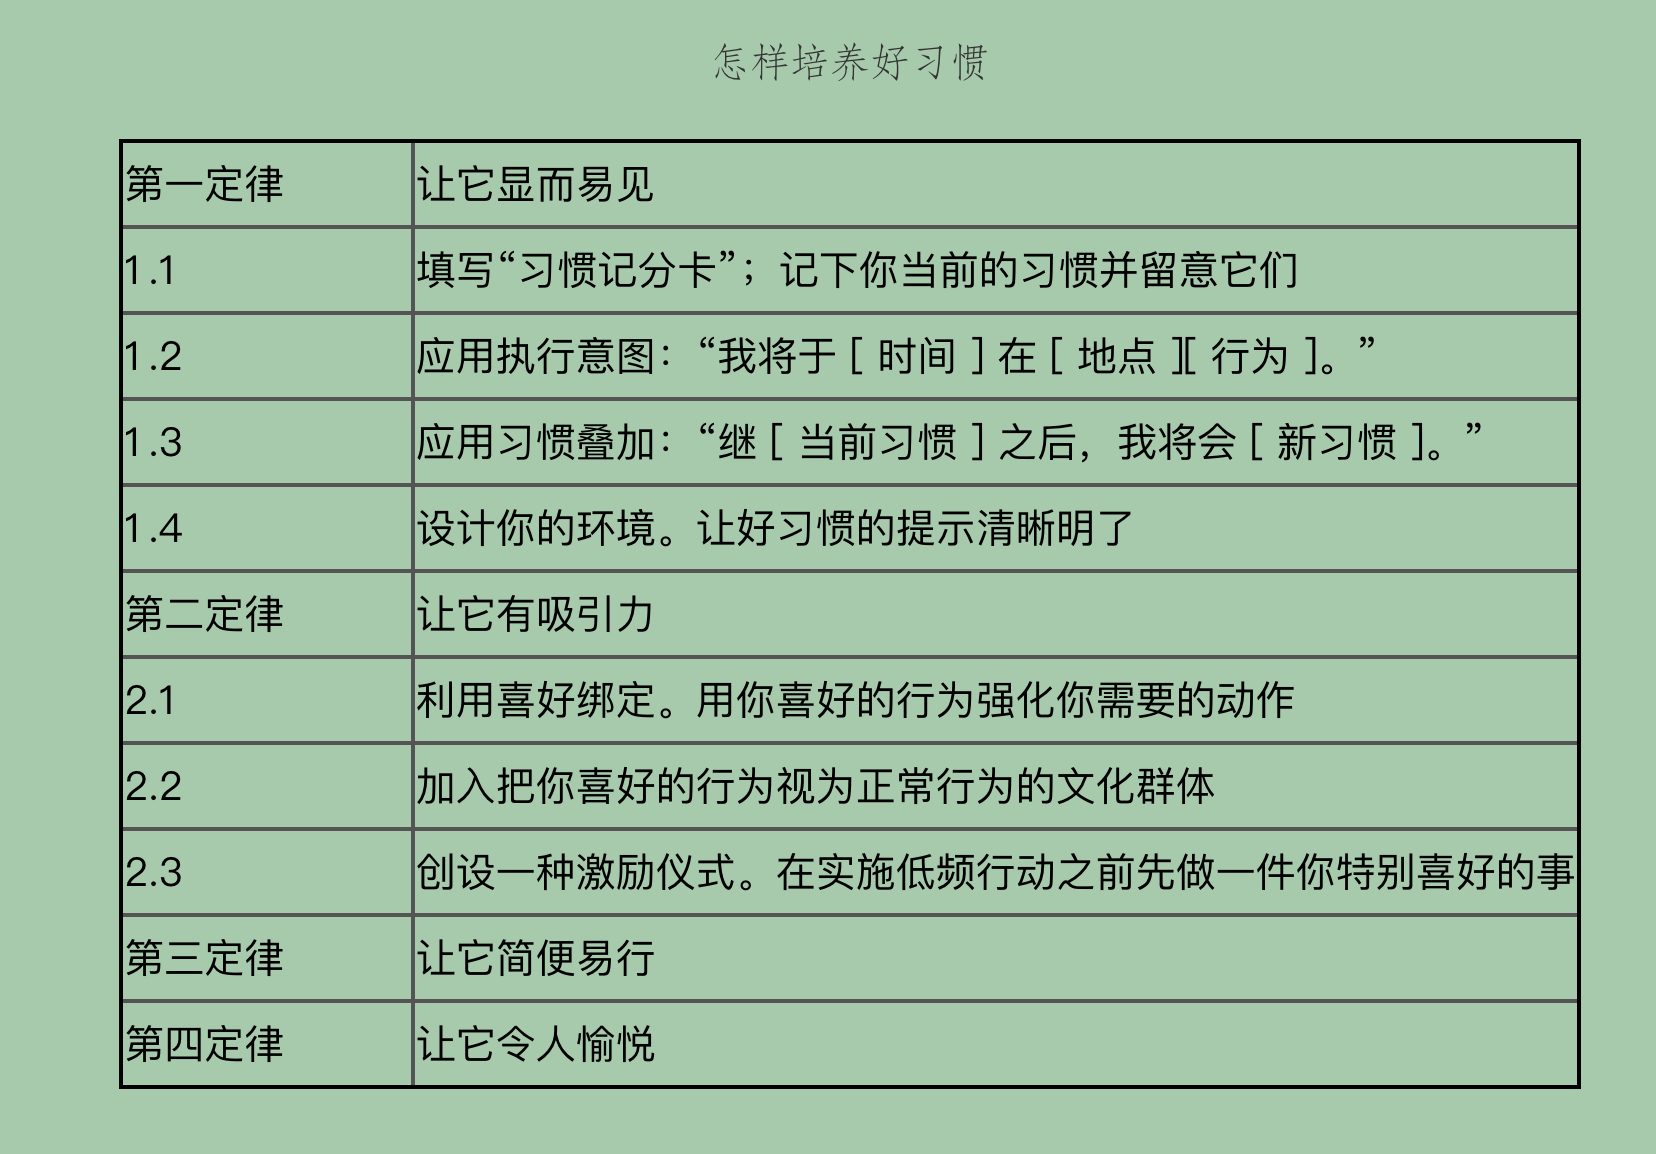 怎样培养好习惯
第一定律 让它显而易见
1.1 填写“习惯记分卡”；记下你当前的习惯并留意它们
1.2 应用执行意图：“我将于 [ 时间 ] 在 [ 地点 ][ 行为 ]。”
1.3 应用习惯叠加：“继 [ 当前习惯 ] 之后，我将会 [ 新习惯 ]。”
1.4 设计你的环境。让好习惯的提示清晰明了
第二定律 让它有吸引力
2.1 利用喜好绑定。用你喜好的行为强化你需要的动作
2.2 加入把你喜好的行为视为正常行为的文化群体
2.3 创设一种激励仪式。在实施低频行动之前先做一件你特别喜好的事
第三定律 让它简便易行
第四定律 让它令人愉悦